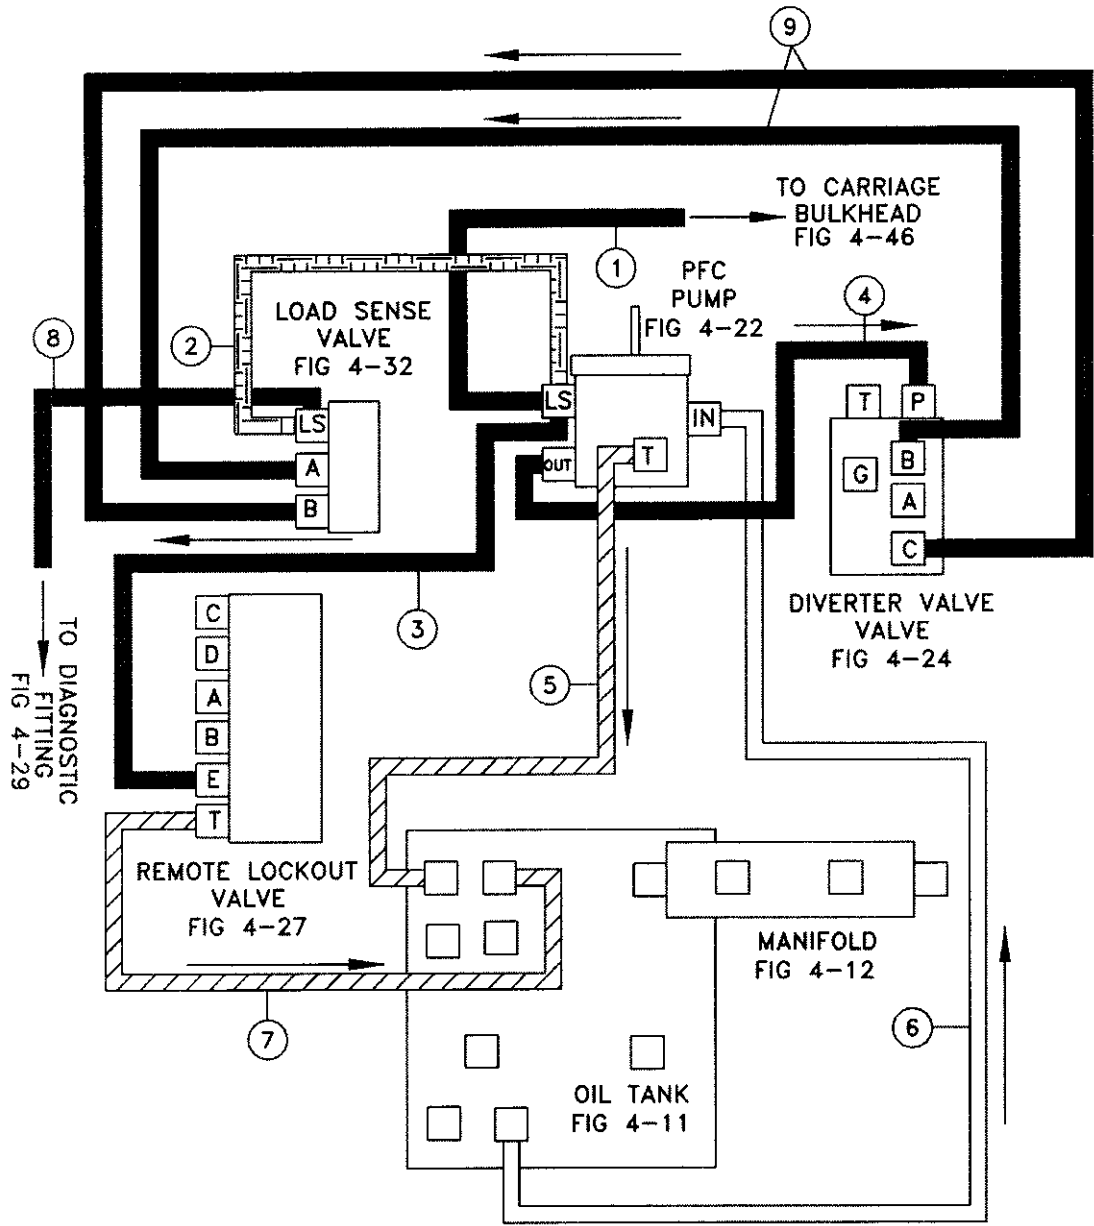 9
TO CARRIAGE
BULKHEAD
FIG 4-46
1
PFC
PUMP
FIG 4-22
4
LOAD SENSE
VALVE
FIG 4-32
8
2
LS
A
B
LS
IN
OUT
T
T
P
B
G
A
C
DIVERTER VALVE
VALVE
FIG 4-24
3
TO DIAGNOSTIC
FITTING
FIG 4-29
C
D
A
B
E
T
5
REMOTE LOCKOUT
VALVE
FIG 4-27
MANIFOLD
FIG 4-12
7
6
OIL TANK
FIG 4-11